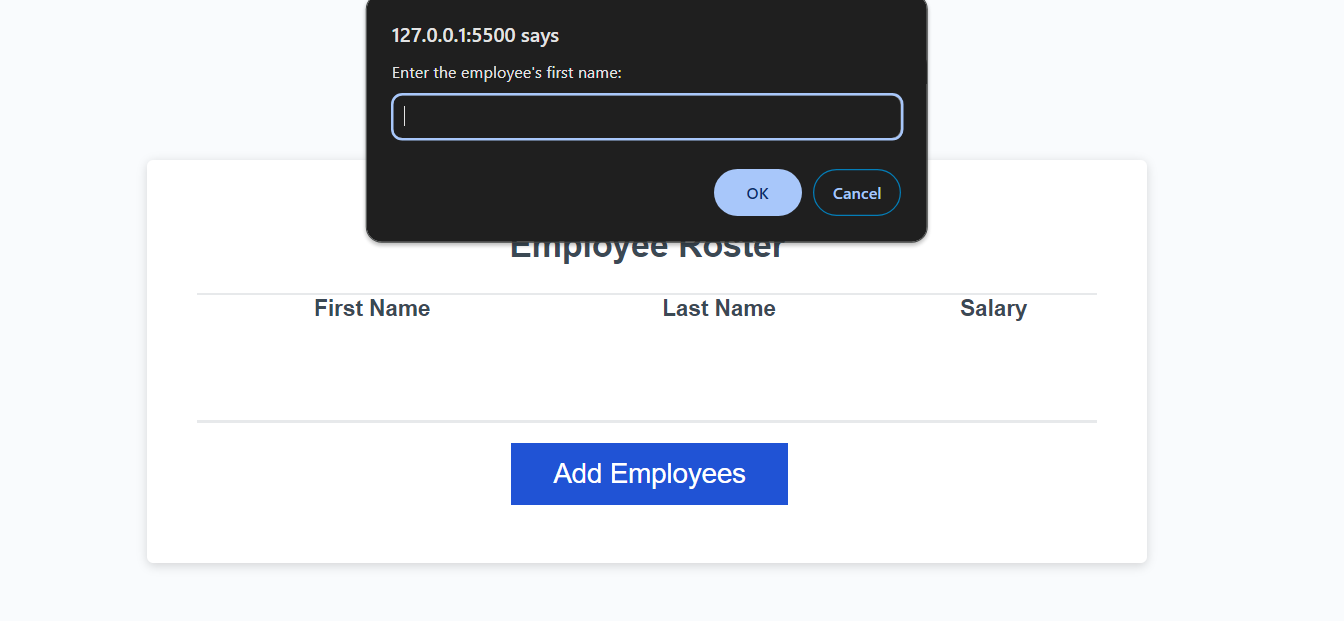 127.0.0.1:5500 says
Enter the employee's first name:
OK Cancel
Employee Roster
First Name Last Name Salary
Add Employees